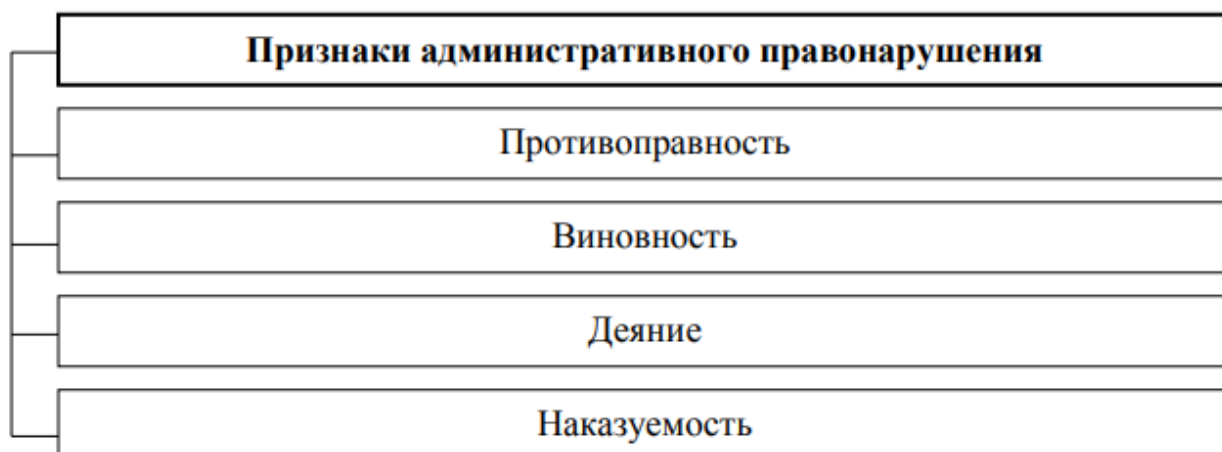 Признаки административного правонарушения
Противоправность
Виновность
Деяние
Наказуемость